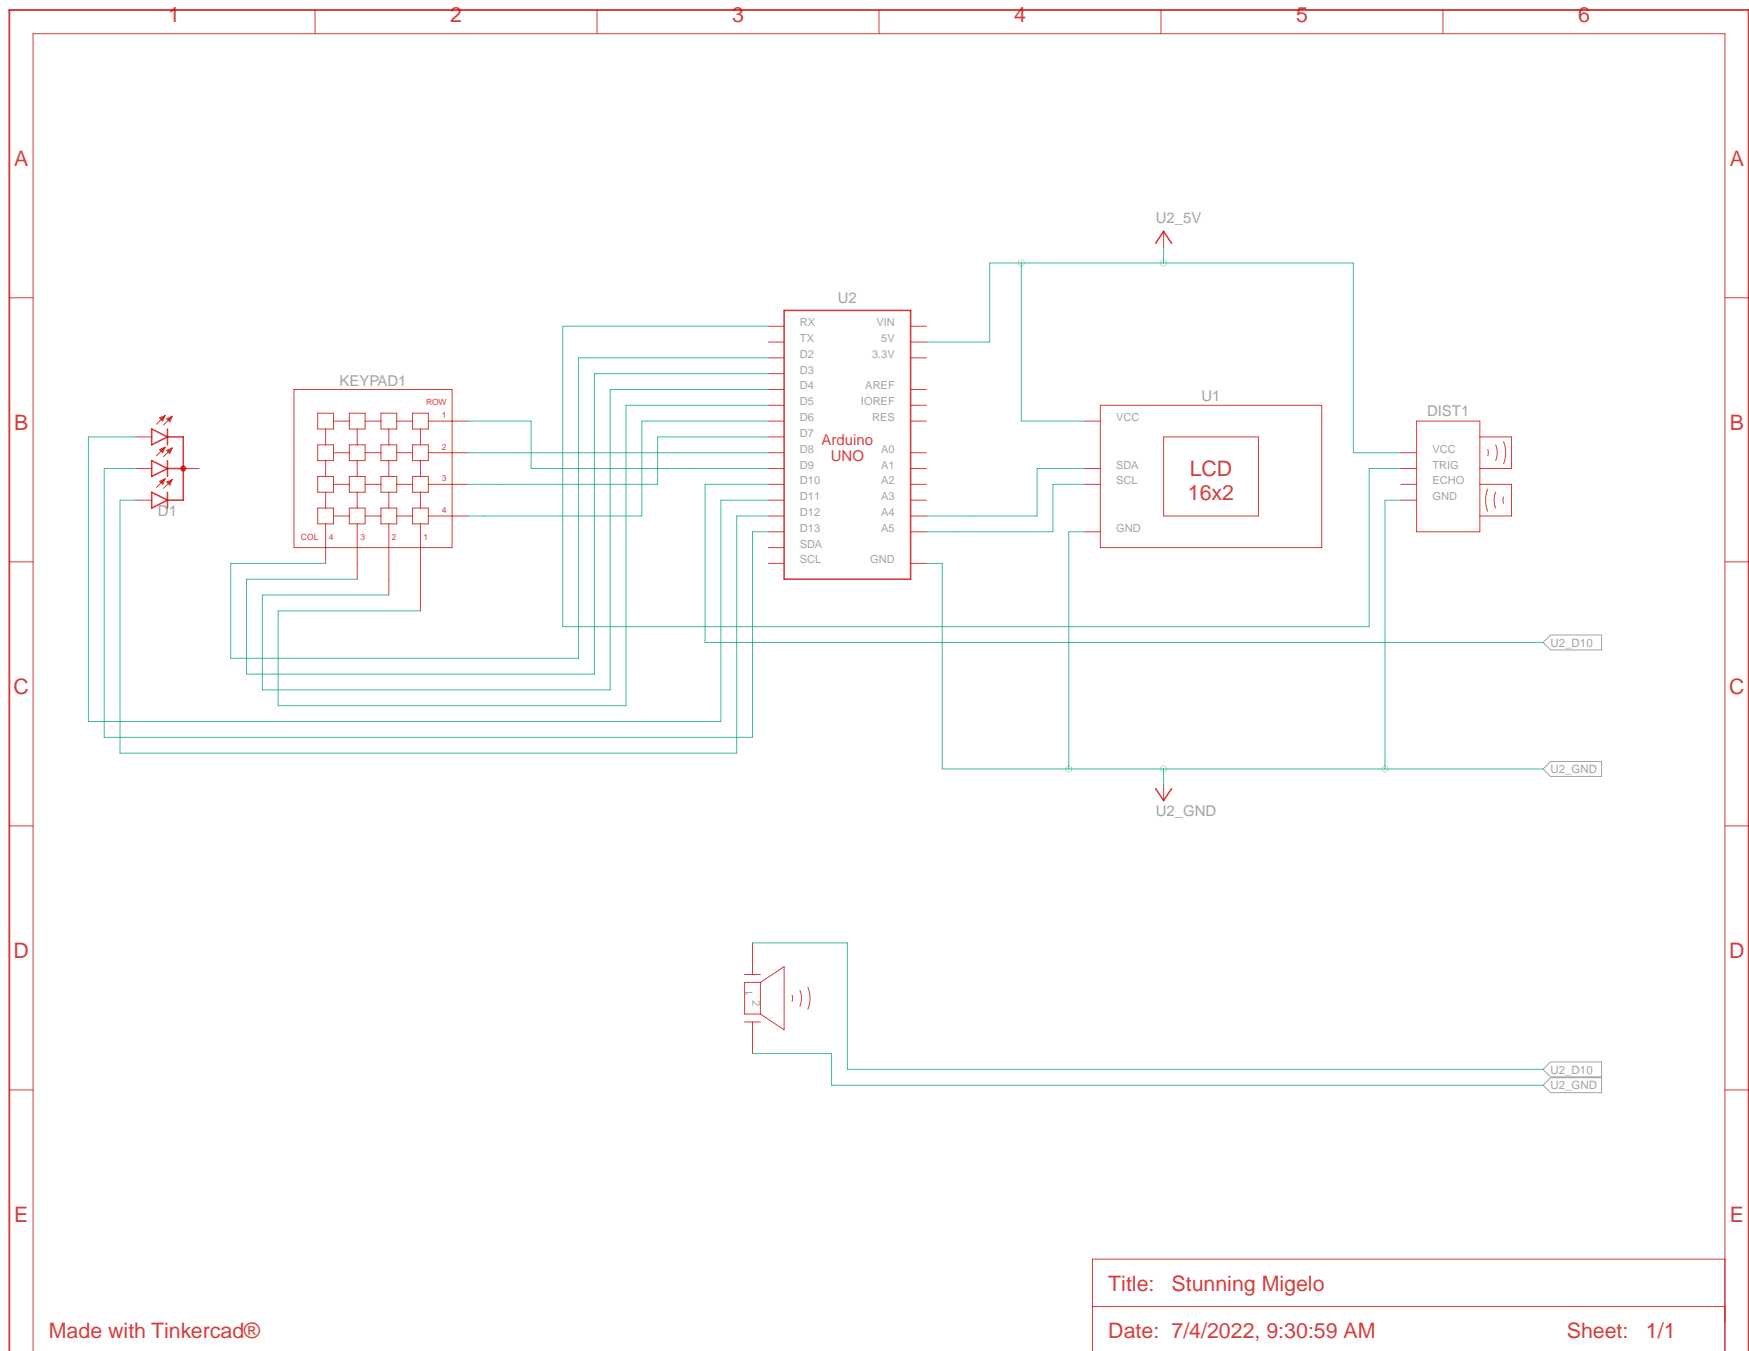 1 2 3 4 5 6
A A
U2_5V
U2
RX VIN
TX 5V
D2 3.3V
D3
D4 AREF
D5 IOREF
D6 RES
D7
Arduino
UNO
D8 A0
D9 A1
D10 A2
D11 A3
D12 A4
D13 A5
SDA
SCL GND
KEYPAD1
ROW
1
2
3
4
COL 4 3 2 1
B B
D1
U1
VCC
SDA
SCL
GND
LCD
16x2
DIST1
VCC
TRIG
ECHO
GND
U2_D10
C C
U2_GND
U2_GND
D D
1
2
U2_D10
U2_GND
E E
Title: Stunning Migelo
Made with Tinkercad®
Date: 7/4/2022, 9:30:59 AM Sheet: 1/1